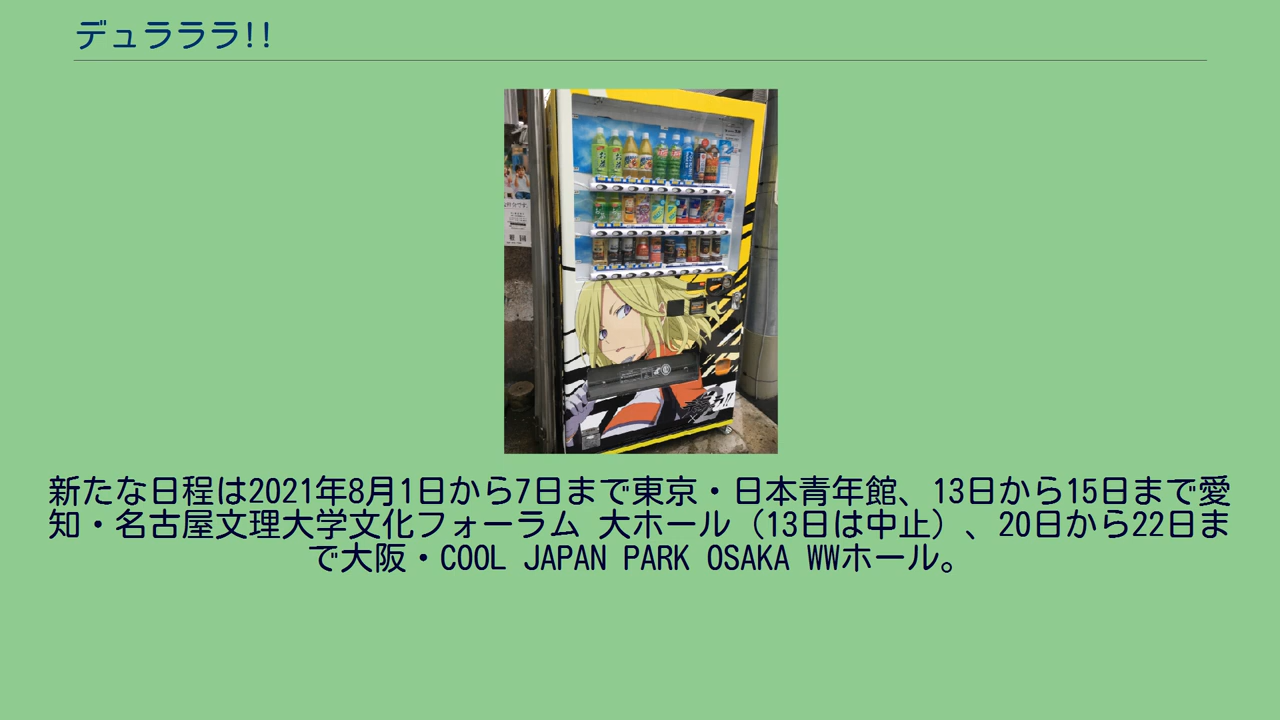 デュラララ!!
新たな日程は2021年8月1日から7日まで東京・日本青年館、13日から15日まで愛
知・名古屋文理大学文化フォーラム 大ホール（13日は中止）、20日から22日ま
で大阪・COOL JAPAN PARK OSAKA WWホール。